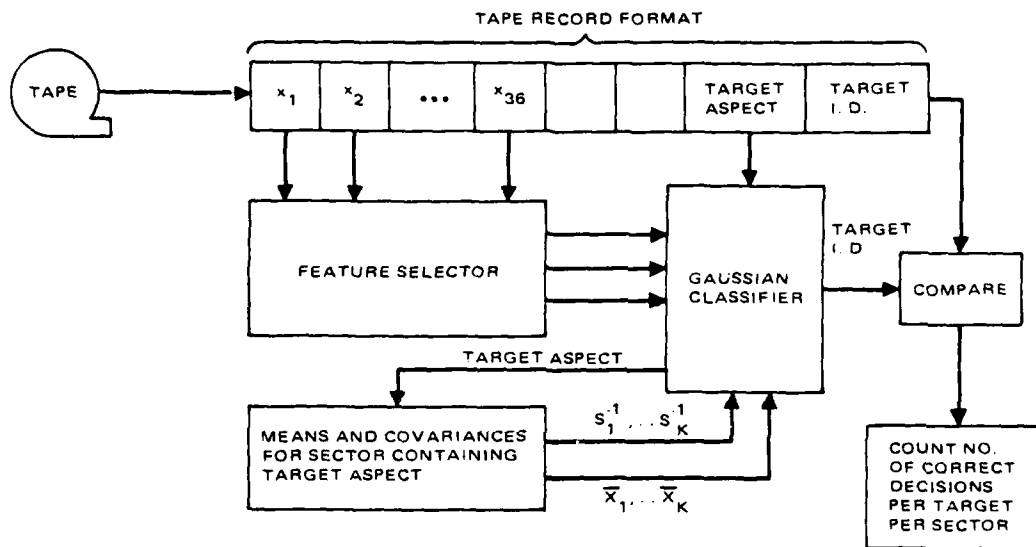 TAPE RECORD FORMAT
TAPE
x1
x2
...
x36
TARGET
ASPECT
TARGET
I. D.
FEATURE SELECTOR
GAUSSIAN
CLASSIFIER
TARGET
I. D
COMPARE
TARGET ASPECT
MEANS AND COVARIANCES
FOR SECTOR CONTAINING
TARGET ASPECT
S₁⁻¹ , . . S_K⁻¹
X̅₁, . . X̅_K
COUNT NO.
OF CORRECT
DECISIONS
PER TARGET
PER SECTOR